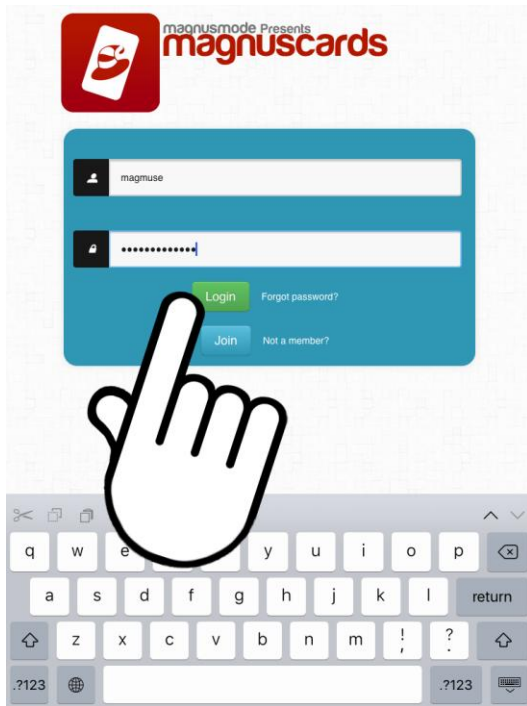 magnusmode Presents
magnuscards
magmuse
•••••••••••••
Login Forgot password?
Join Not a member?
q w e y u i o p
a s d f g h j k l return
z x c v b n m ! , ? .
.?123 .?123